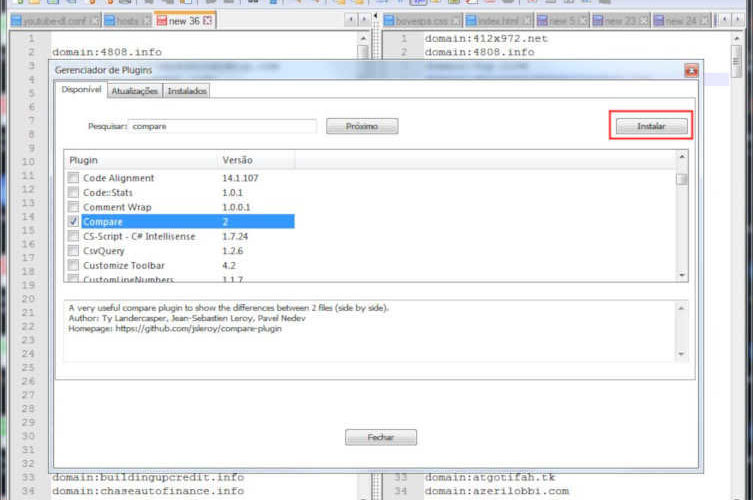 youtube-dl.conf hosts new 36 bovespa.css index.html new 5 new 23 new 24
1
2 domain:4808.info
1 domain:412x972.net
2 domain:4808.info
Gerenciador de Plugins
Disponível Atualizações Instalados
Pesquisar: compare Próximo Instalar
Plugin Versão
Code Alignment 14.1.107
Code::Stats 1.0.1
Comment Wrap 1.0.0.1
Compare 2
CS-Script - C# Intellisense 1.7.24
CsvQuery 1.2.6
Customize Toolbar 4.2
CustomLineNumbers 1.1.7
A very useful compare plugin to show the differences between 2 files (side by side).
Author: Ty Landercasper, Jean-Sebastien Leroy, Pavel Nedev
Homepage: https://github.com/jsleroy/compare-plugin
Fechar
3
4
5
6
7
8
9
10
11
12
13
14
15
16
17
18
19
20
21
22
23
24
25
26
27
28
29
30
31
32
33 domain:buildingupcredit.info
34 domain:chaseautofinance.info
33 domain:atgotifah.tk
34 domain:azerilobbi.com